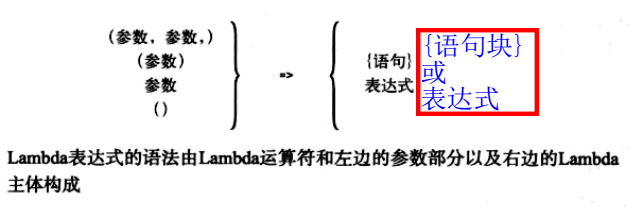 (参数, 参数,)
(参数)
参数
()
=>
{语句}
表达式
{语句块}
或
表达式
Lambda表达式的语法由Lambda运算符和左边的参数部分以及右边的Lambda
主体构成